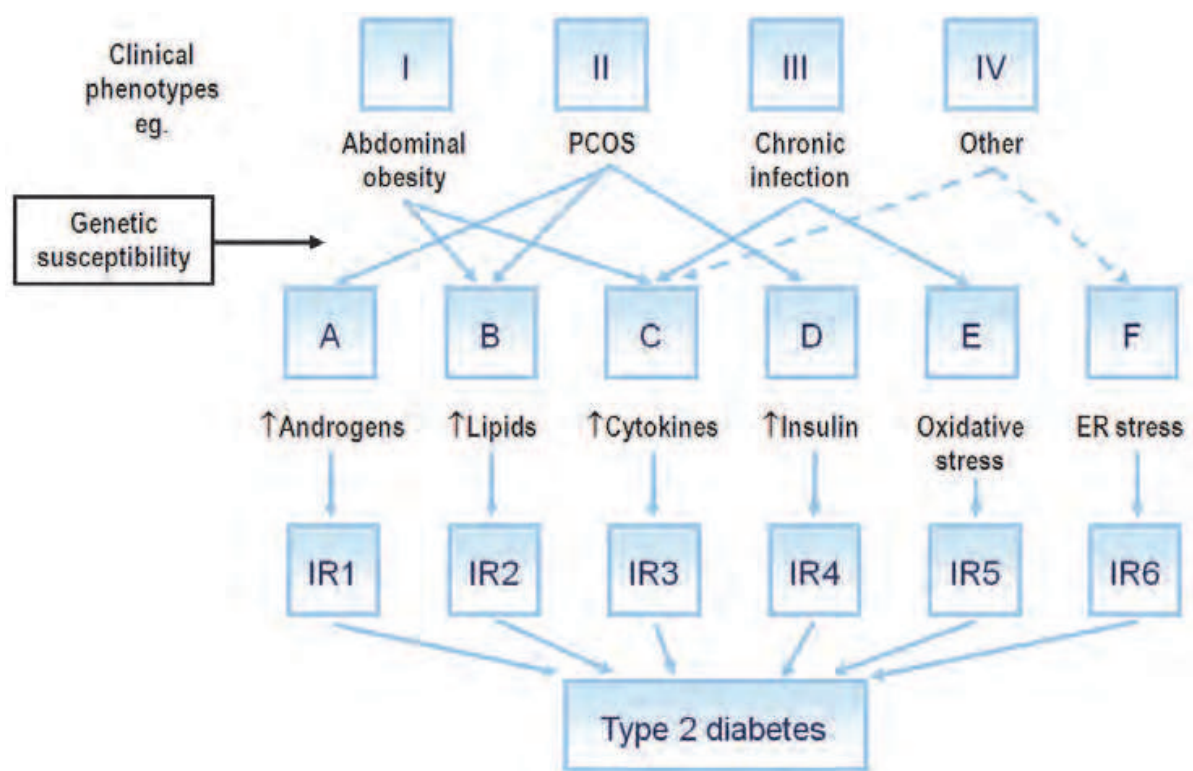 Clinical
phenotypes
eg.
I
II
III
IV
Abdominal
obesity
PCOS
Chronic
infection
Other
Genetic
susceptibility
A
B
C
D
E
F
↑Androgens
↑Lipids
↑Cytokines
↑Insulin
Oxidative
stress
ER stress
IR1
IR2
IR3
IR4
IR5
IR6
Type 2 diabetes